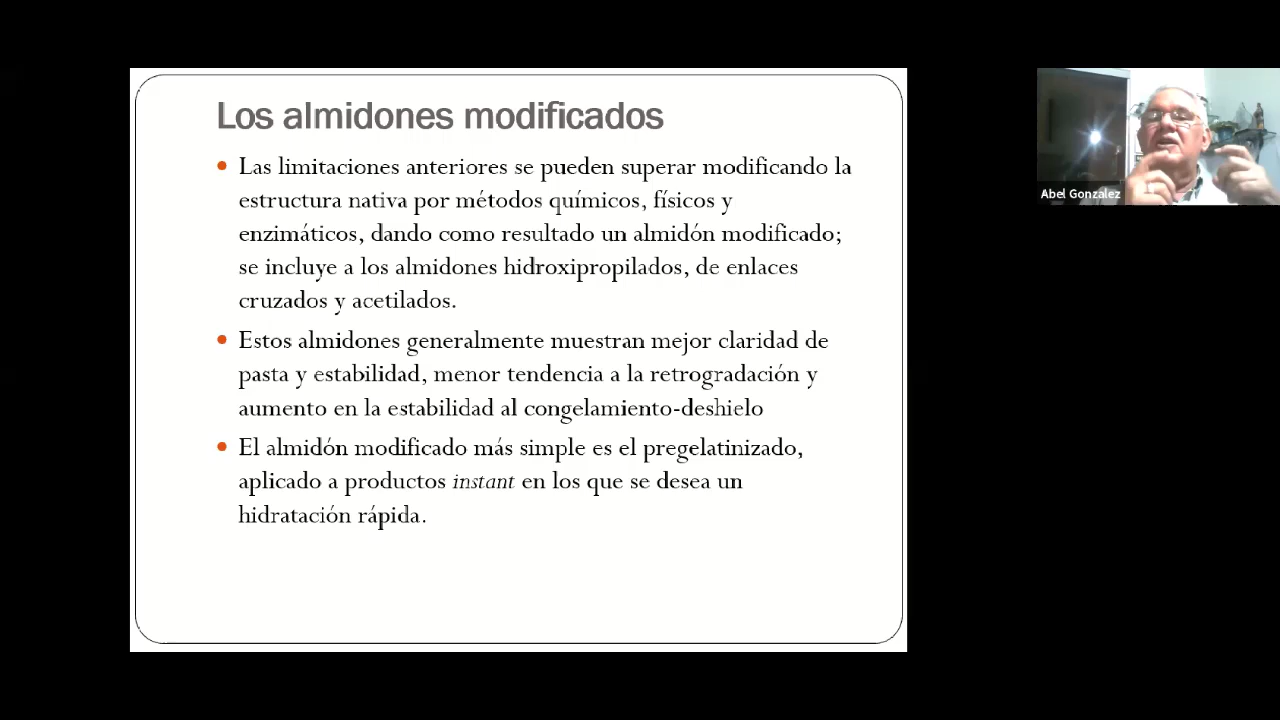 Los almidones modificados
Las limitaciones anteriores se pueden superar modificando la
estructura nativa por métodos químicos, físicos y
enzimáticos, dando como resultado un almidón modificado;
se incluye a los almidones hidroxipropilados, de enlaces
cruzados y acetilados.
Estos almidones generalmente muestran mejor claridad de
pasta y estabilidad, menor tendencia a la retrogradación y
aumento en la estabilidad al congelamiento-deshielo
El almidón modificado más simple es el pregelatinizado,
aplicado a productos instant en los que se desea un
hidratación rápida.
Abel Gonzalez